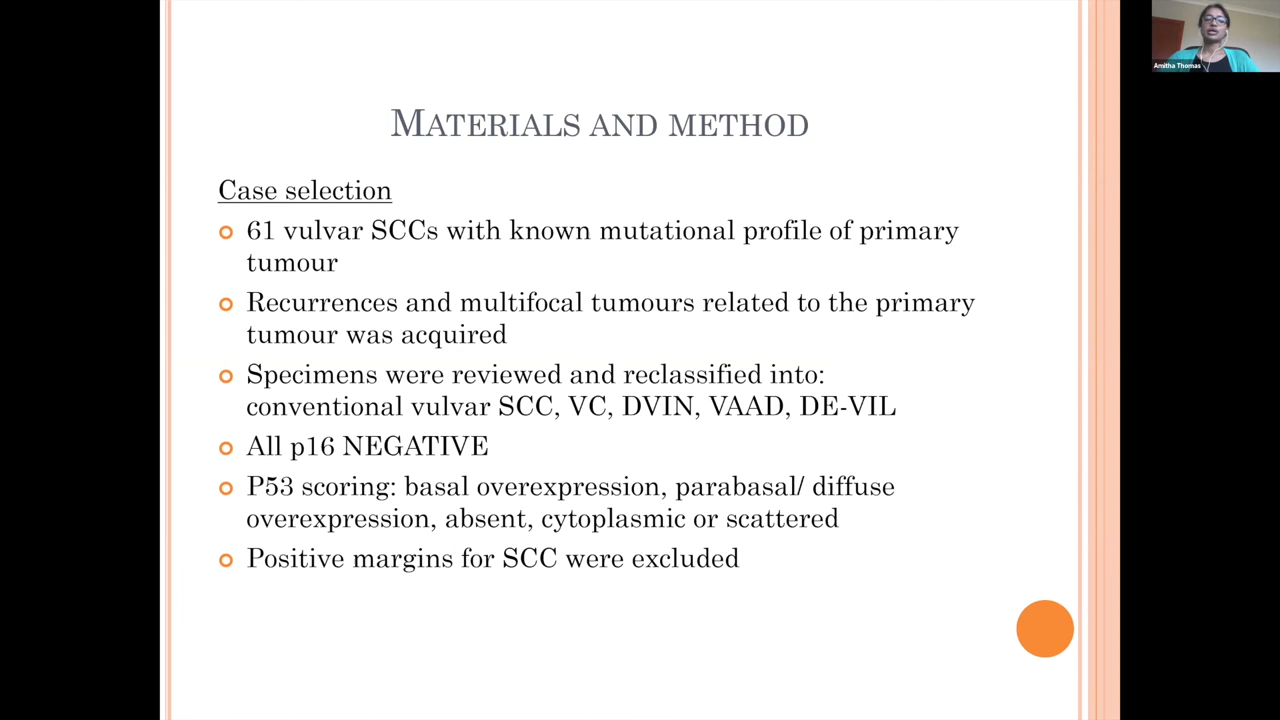 Amitha Thomas
MATERIALS AND METHOD
Case selection
61 vulvar SCCs with known mutational profile of primary
tumour
Recurrences and multifocal tumours related to the primary
tumour was acquired
Specimens were reviewed and reclassified into:
conventional vulvar SCC, VC, DVIN, VAAD, DE-VIL
All p16 NEGATIVE
P53 scoring: basal overexpression, parabasal/ diffuse
overexpression, absent, cytoplasmic or scattered
Positive margins for SCC were excluded